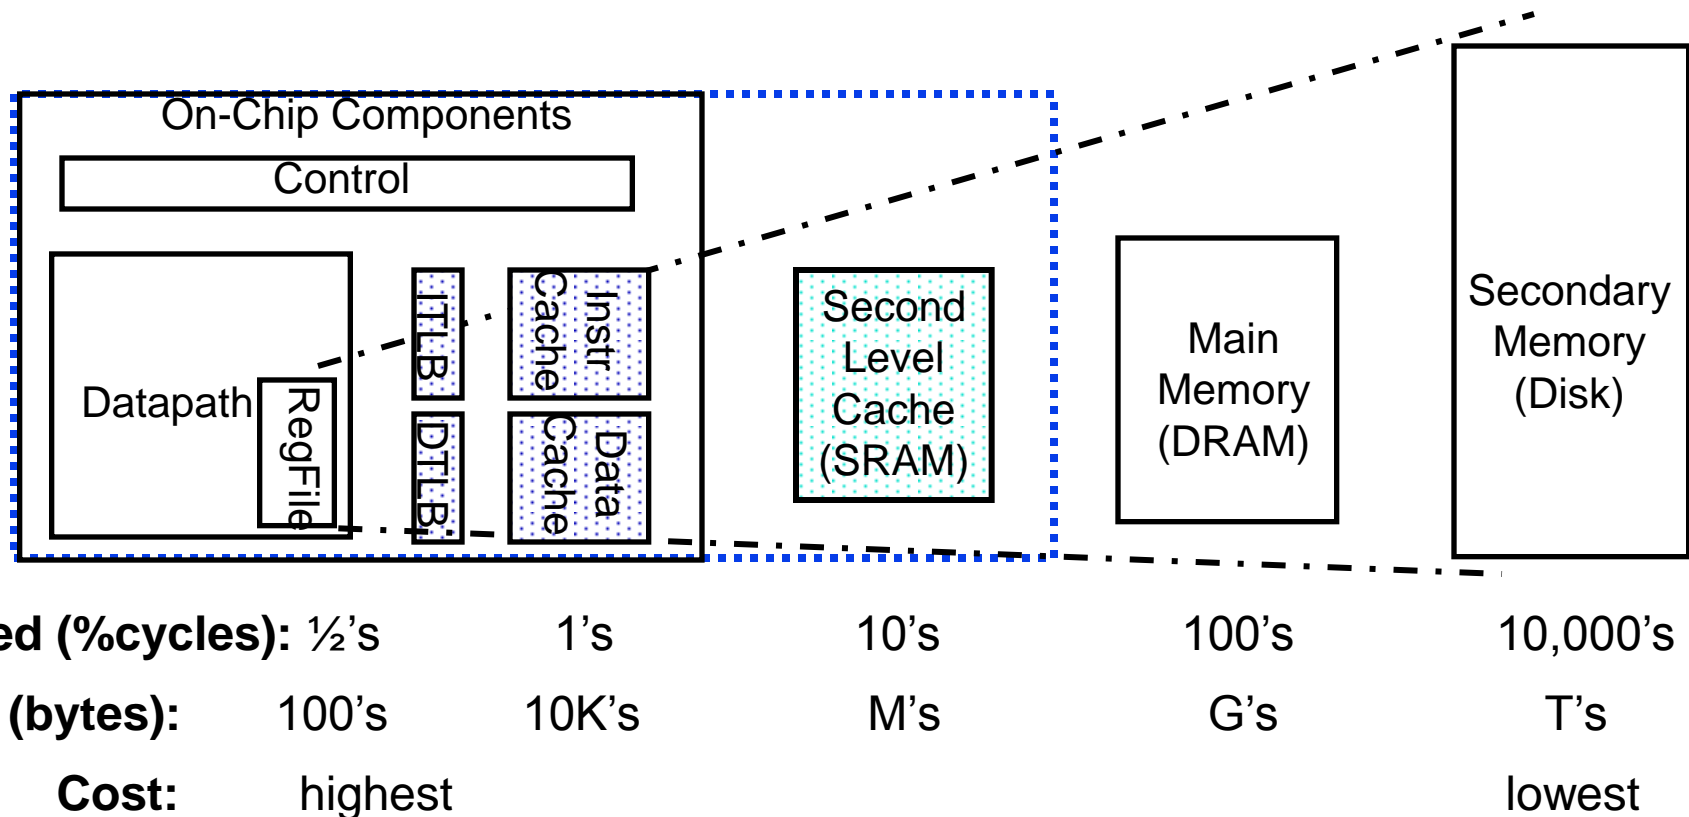 On-Chip Components
Control
Datapath
RegFile
ITLB
DTLB
Instr
Cache
Data
Cache
Second
Level
Cache
(SRAM)
Main
Memory
(DRAM)
Secondary
Memory
(Disk)
ed (%cycles): ½’s 1’s 10’s 100’s 10,000’s
(bytes): 100’s 10K’s M’s G’s T’s
Cost: highest lowest